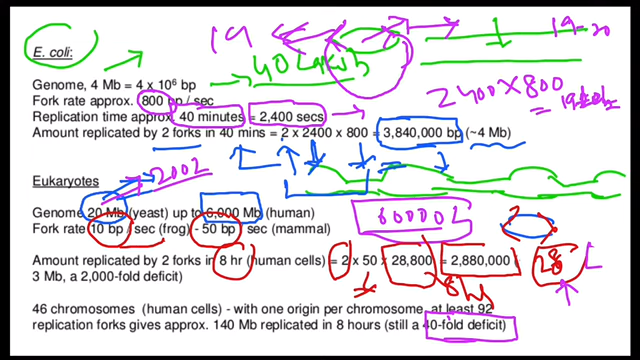 19
19-20
E. coli:
40 Lakh
Genome, 4 Mb = 4 x 10⁶ bp
2400 x 800
Fork rate approx. 800 bp / sec
Replication time approx. 40 minutes = 2,400 secs
Amount replicated by 2 forks in 40 mins = 2 x 2400 x 800 = 3,840,000 bp (~4 Mb)
200L
Eukaryotes
Genome 20 Mb (yeast) up to 6,000 Mb (human)
60000L
Fork rate 10 bp / sec (frog) - 50 bp / sec (mammal)
Amount replicated by 2 forks in 8 hr (human cells) = 2 x 50 x 28,800 = 2,880,000
28 L
3 Mb, a 2,000-fold deficit)
8 hr
46 chromosomes (human cells) - with one origin per chromosome, at least 92
replication forks gives approx. 140 Mb replicated in 8 hours (still a 40-fold deficit)